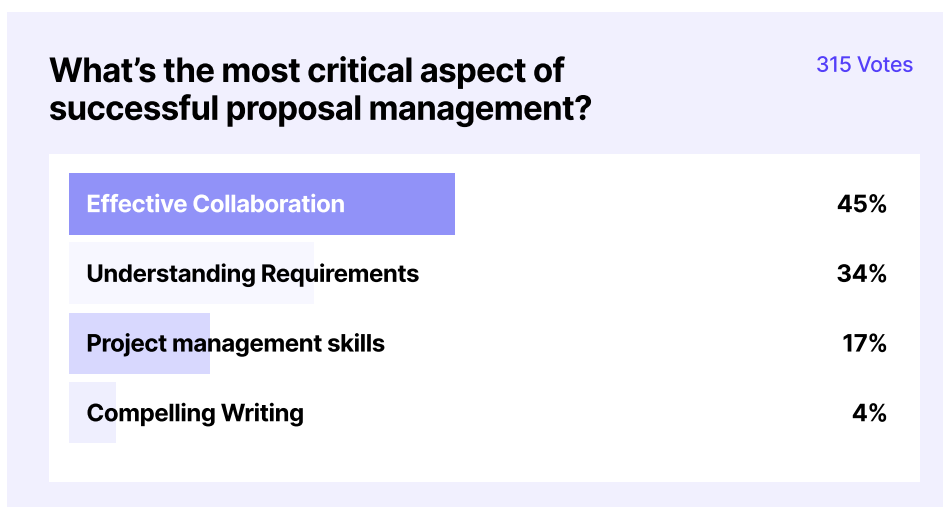 What's the most critical aspect of
successful proposal management?
315 Votes
Effective Collaboration 45%
Understanding Requirements 34%
Project management skills 17%
Compelling Writing 4%